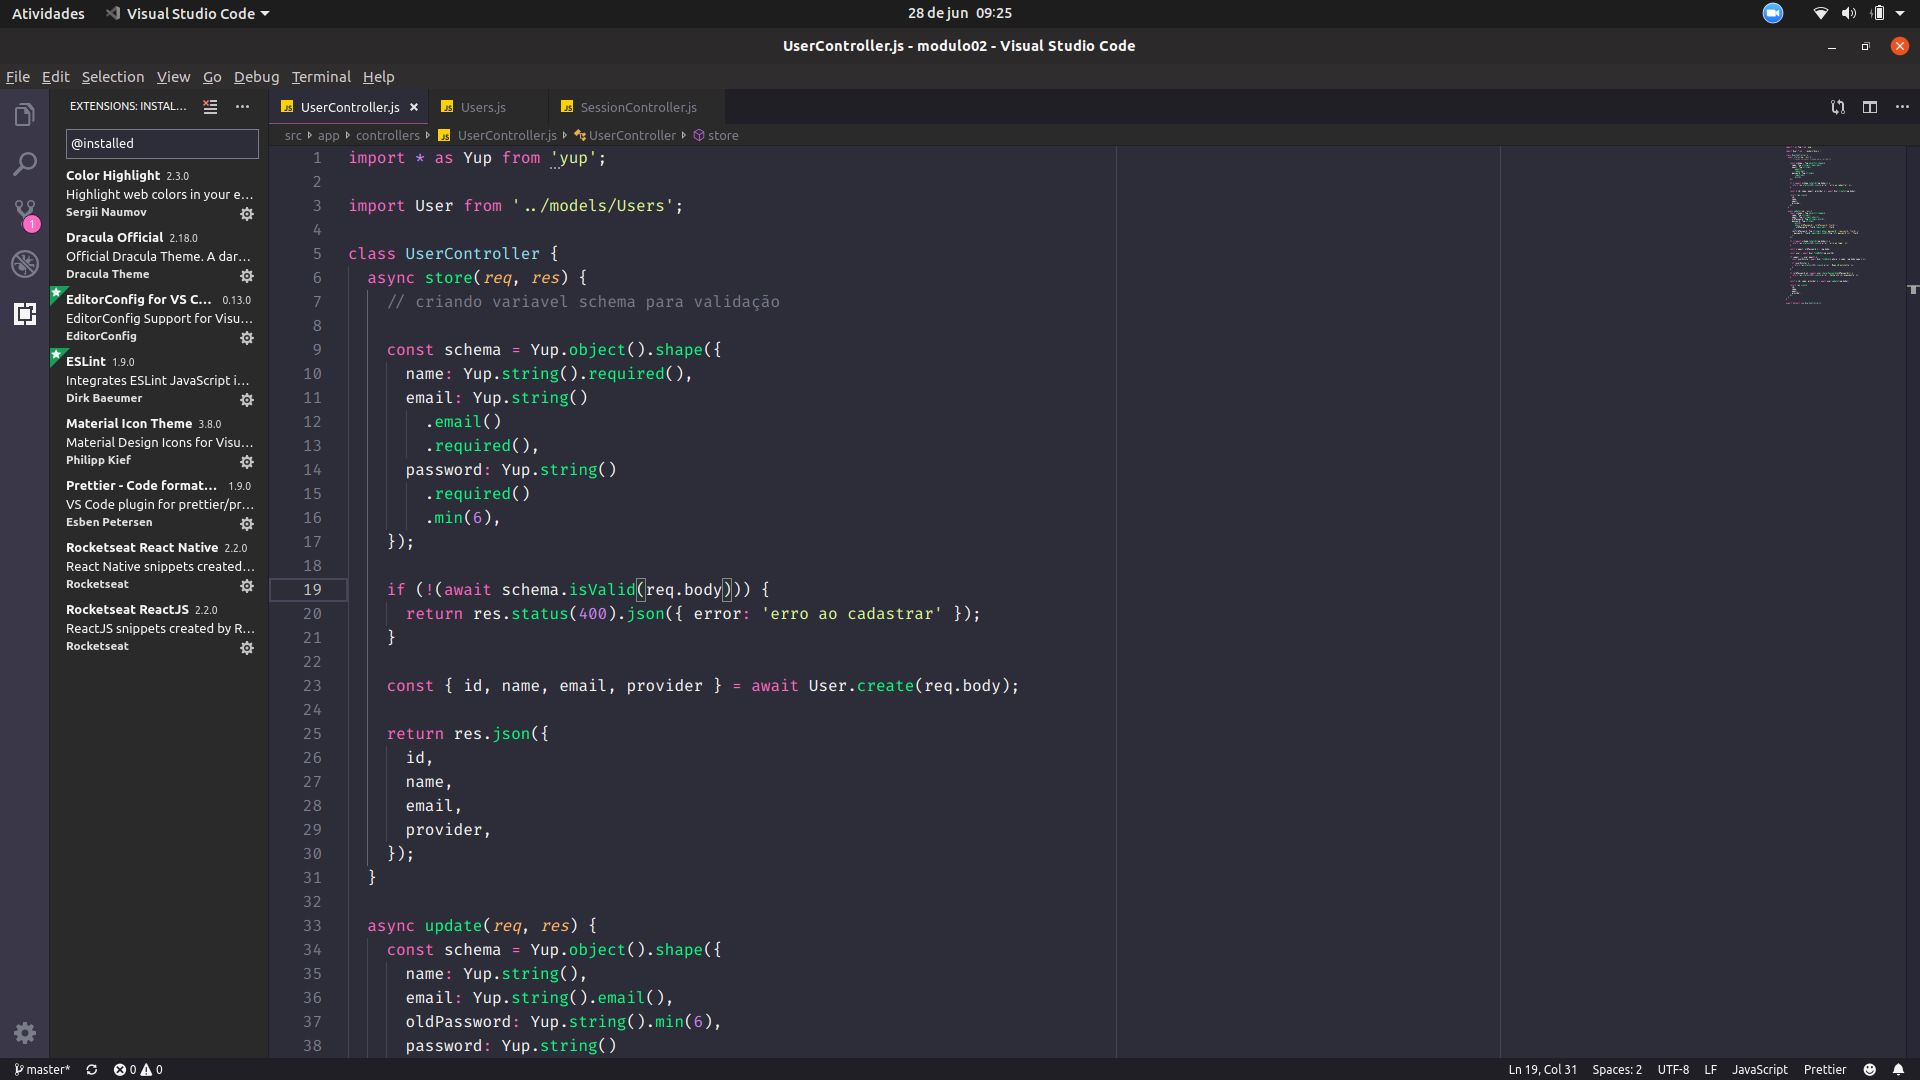 Atividades
Visual Studio Code
28 de jun 09:25
UserController.js - modulo02 - Visual Studio Code
File Edit Selection View Go Debug Terminal Help
EXTENSIONS: INSTAL...
@installed
Color Highlight 2.3.0
Highlight web colors in your e...
Sergii Naumov
Dracula Official 2.18.0
Official Dracula Theme. A dar...
Dracula Theme
EditorConfig for VS C... 0.13.0
EditorConfig Support for Visu...
EditorConfig
ESLint 1.9.0
Integrates ESLint JavaScript i...
Dirk Baeumer
Material Icon Theme 3.8.0
Material Design Icons for Visu...
Philipp Kief
Prettier - Code format... 1.9.0
VS Code plugin for prettier/pr...
Esben Petersen
Rocketseat React Native 2.2.0
React Native snippets created...
Rocketseat
Rocketseat ReactJS 2.2.0
ReactJS snippets created by R...
Rocketseat
1
JS UserController.js ×
JS Users.js
JS SessionController.js
src › app › controllers › JS UserController.js › UserController › store
1 import * as Yup from 'yup';
2
3 import User from '../models/Users';
4
5 class UserController {
6 async store(req, res) {
7 // criando variavel schema para validação
8
9 const schema = Yup.object().shape({
10 name: Yup.string().required(),
11 email: Yup.string()
12 .email()
13 .required(),
14 password: Yup.string()
15 .required()
16 .min(6),
17 });
18
19 if (!(await schema.isValid(req.body))) {
20 return res.status(400).json({ error: 'erro ao cadastrar' });
21 }
22
23 const { id, name, email, provider } = await User.create(req.body);
24
25 return res.json({
26 id,
27 name,
28 email,
29 provider,
30 });
31 }
32
33 async update(req, res) {
34 const schema = Yup.object().shape({
35 name: Yup.string(),
36 email: Yup.string().email(),
37 oldPassword: Yup.string().min(6),
38 password: Yup.string()
master* 0 0
Ln 19, Col 31 Spaces: 2 UTF-8 LF JavaScript Prettier